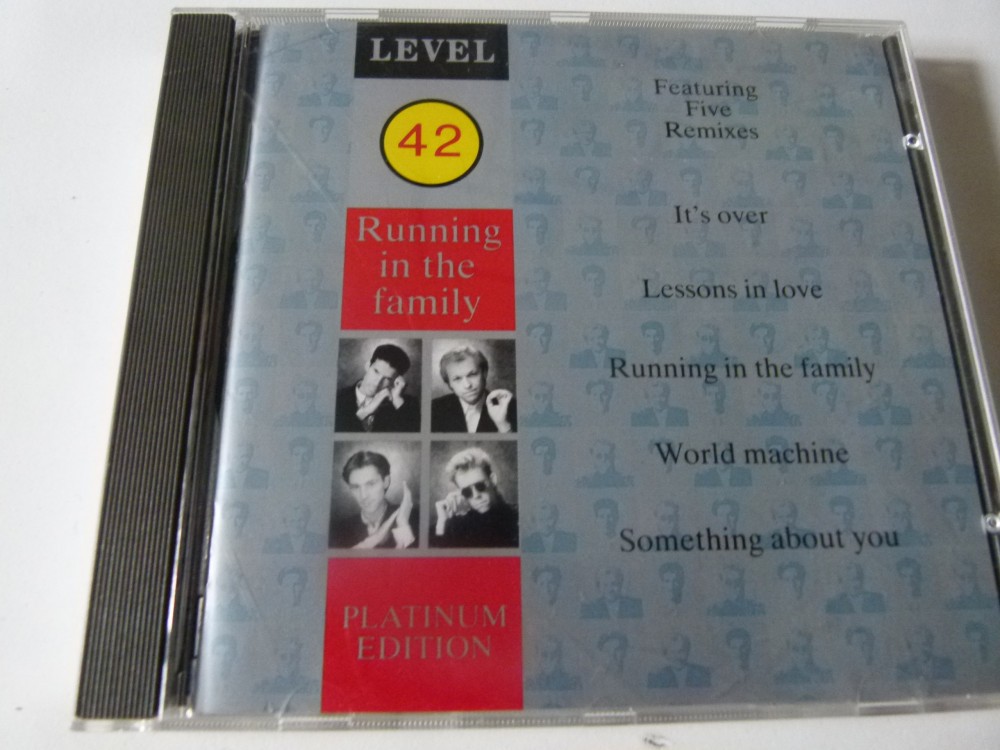 LEVEL
42
Running
in the
family
PLATINUM
EDITION
Featuring
Five
Remixes
It's over
Lessons in love
Running in the family
World machine
Something about you